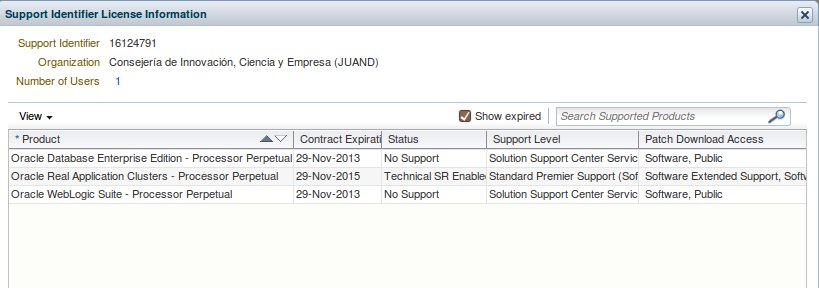 Support Identifier License Information
Support Identifier 16124791
Organization Consejería de Innovación, Ciencia y Empresa (JUAND)
Number of Users 1
View Show expired Search Supported Products
* Product Contract Expirati Status Support Level Patch Download Access
Oracle Database Enterprise Edition - Processor Perpetual 29-Nov-2013 No Support Solution Support Center Servic Software, Public
Oracle Real Application Clusters - Processor Perpetual 29-Nov-2015 Technical SR Enabled Standard Premier Support (Sof Software Extended Support, Softw
Oracle WebLogic Suite - Processor Perpetual 29-Nov-2013 No Support Solution Support Center Servic Software, Public